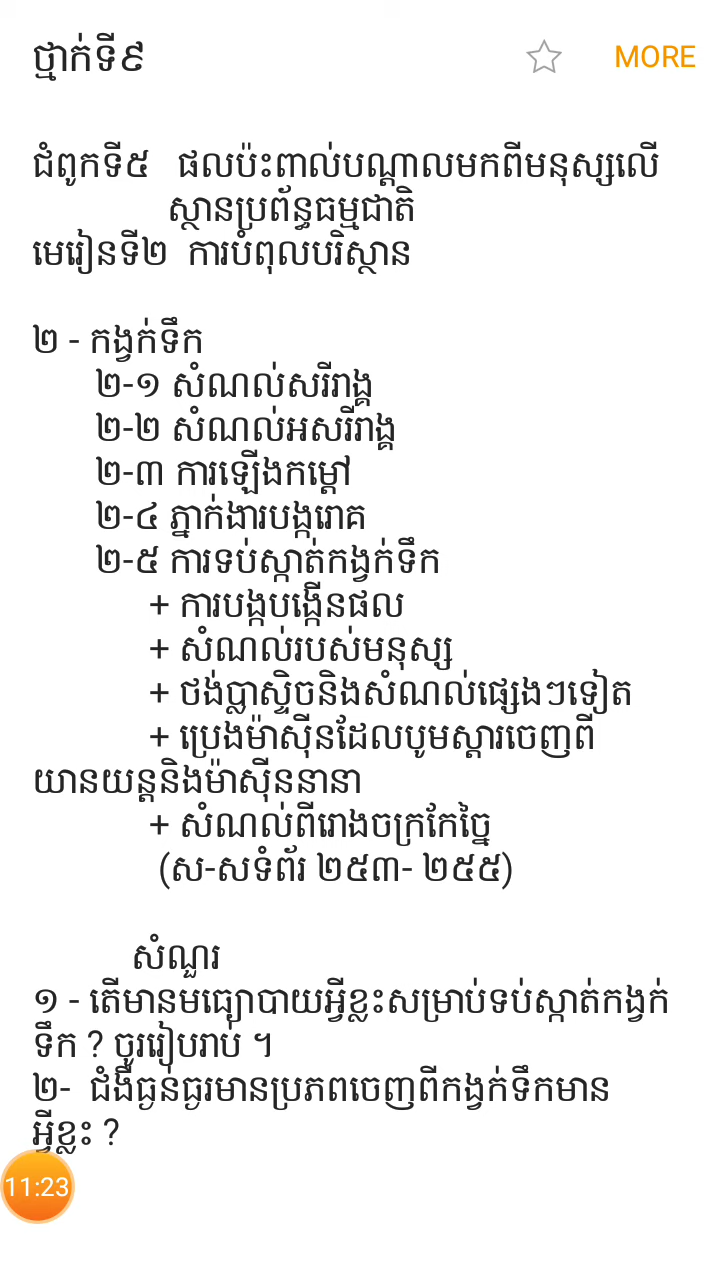 ថ្នាក់ទី៩
MORE
ជំពូកទី៥ ផលប៉ះពាល់បណ្តាលមកពីមនុស្សលើ
ស្ថានប្រព័ន្ធធម្មជាតិ
មេរៀនទី២ ការបំពុលបរិស្ថាន
២ - កង្វក់ទឹក
២-១ សំណល់សរីរាង្គ
២-២ សំណល់អសរីរាង្គ
២-៣ ការឡើងកម្តៅ
២-៤ ភ្នាក់ងារបង្ករោគ
២-៥ ការទប់ស្កាត់កង្វក់ទឹក
+ ការបង្កបង្កើនផល
+ សំណល់របស់មនុស្ស
+ ថង់ប្លាស្ទិចនិងសំណល់ផ្សេងៗទៀត
+ ប្រេងម៉ាស៊ីនដែលបូមស្តារចេញពី
យានយន្តនិងម៉ាស៊ីននានា
+ សំណល់ពីរោងចក្រកែច្នៃ
(ស-សទំព័រ ២៥៣- ២៥៥)
សំណួរ
១ - តើមានមធ្យោបាយអ្វីខ្លះសម្រាប់ទប់ស្កាត់កង្វក់
ទឹក ? ចូររៀបរាប់ ។
២- ជំងឺធ្ងន់ធ្ងរមានប្រភពចេញពីកង្វក់ទឹកមាន
អ្វីខ្លះ ?
11:23